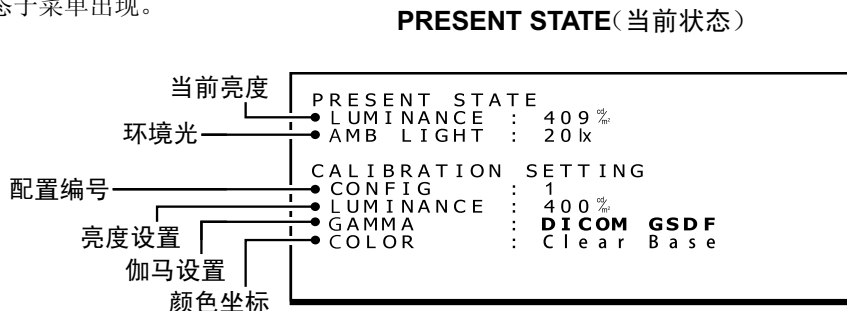 态子菜单出现。
PRESENT STATE（当前状态）
当前亮度
环境光
配置编号
亮度设置
伽马设置
颜色坐标
PRESENT STATE
LUMINANCE : 409 cd/m²
AMB LIGHT : 20 lx
CALIBRATION SETTING
CONFIG : 1
LUMINANCE : 400 cd/m²
GAMMA : DICOM GSDF
COLOR : Clear Base